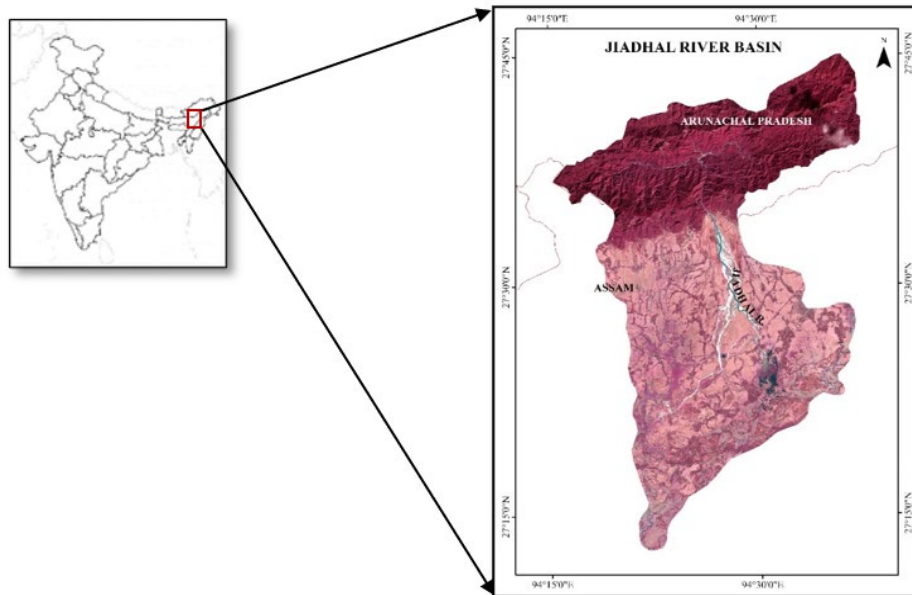 94°15'0"E
94°30'0"E
JIADHAL RIVER BASIN
N
27°45'0"N
27°45'0"N
ARUNACHAL PRADESH
27°30'0"N
27°30'0"N
ASSAM
JIADHAL R.
27°15'0"N
27°15'0"N
94°15'0"E
94°30'0"E